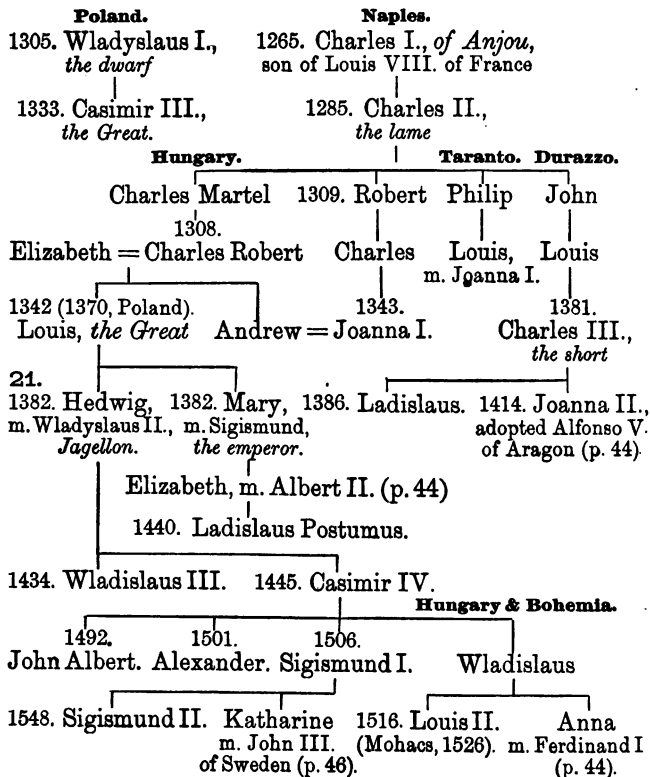 Poland. Naples.
1305. Wladyslaus I., 1265. Charles I., of Anjou,
the dwarf son of Louis VIII. of France
1333. Casimir III., 1285. Charles II.,
the Great. the lame
Hungary. Taranto. Durazzo.
Charles Martel 1309. Robert Philip John
1308.
Elizabeth = Charles Robert Charles Louis, Louis
m. Joanna I.
1342 (1370, Poland). 1343. 1381.
Louis, the Great Andrew = Joanna I. Charles III.,
the short
21.
1382. Hedwig, 1382. Mary, 1386. Ladislaus. 1414. Joanna II.,
m. Wladyslaus II., m. Sigismund, adopted Alfonso V.
Jagellon. the emperor. of Aragon (p. 44).
Elizabeth, m. Albert II. (p. 44)
1440. Ladislaus Postumus.
1434. Wladislaus III. 1445. Casimir IV.
Hungary & Bohemia.
1492. 1501. 1506.
John Albert. Alexander. Sigismund I. Wladislaus
1548. Sigismund II. Katharine 1516. Louis II. Anna
m. John III. (Mohacs, 1526). m. Ferdinand I
of Sweden (p. 46). (p. 44).